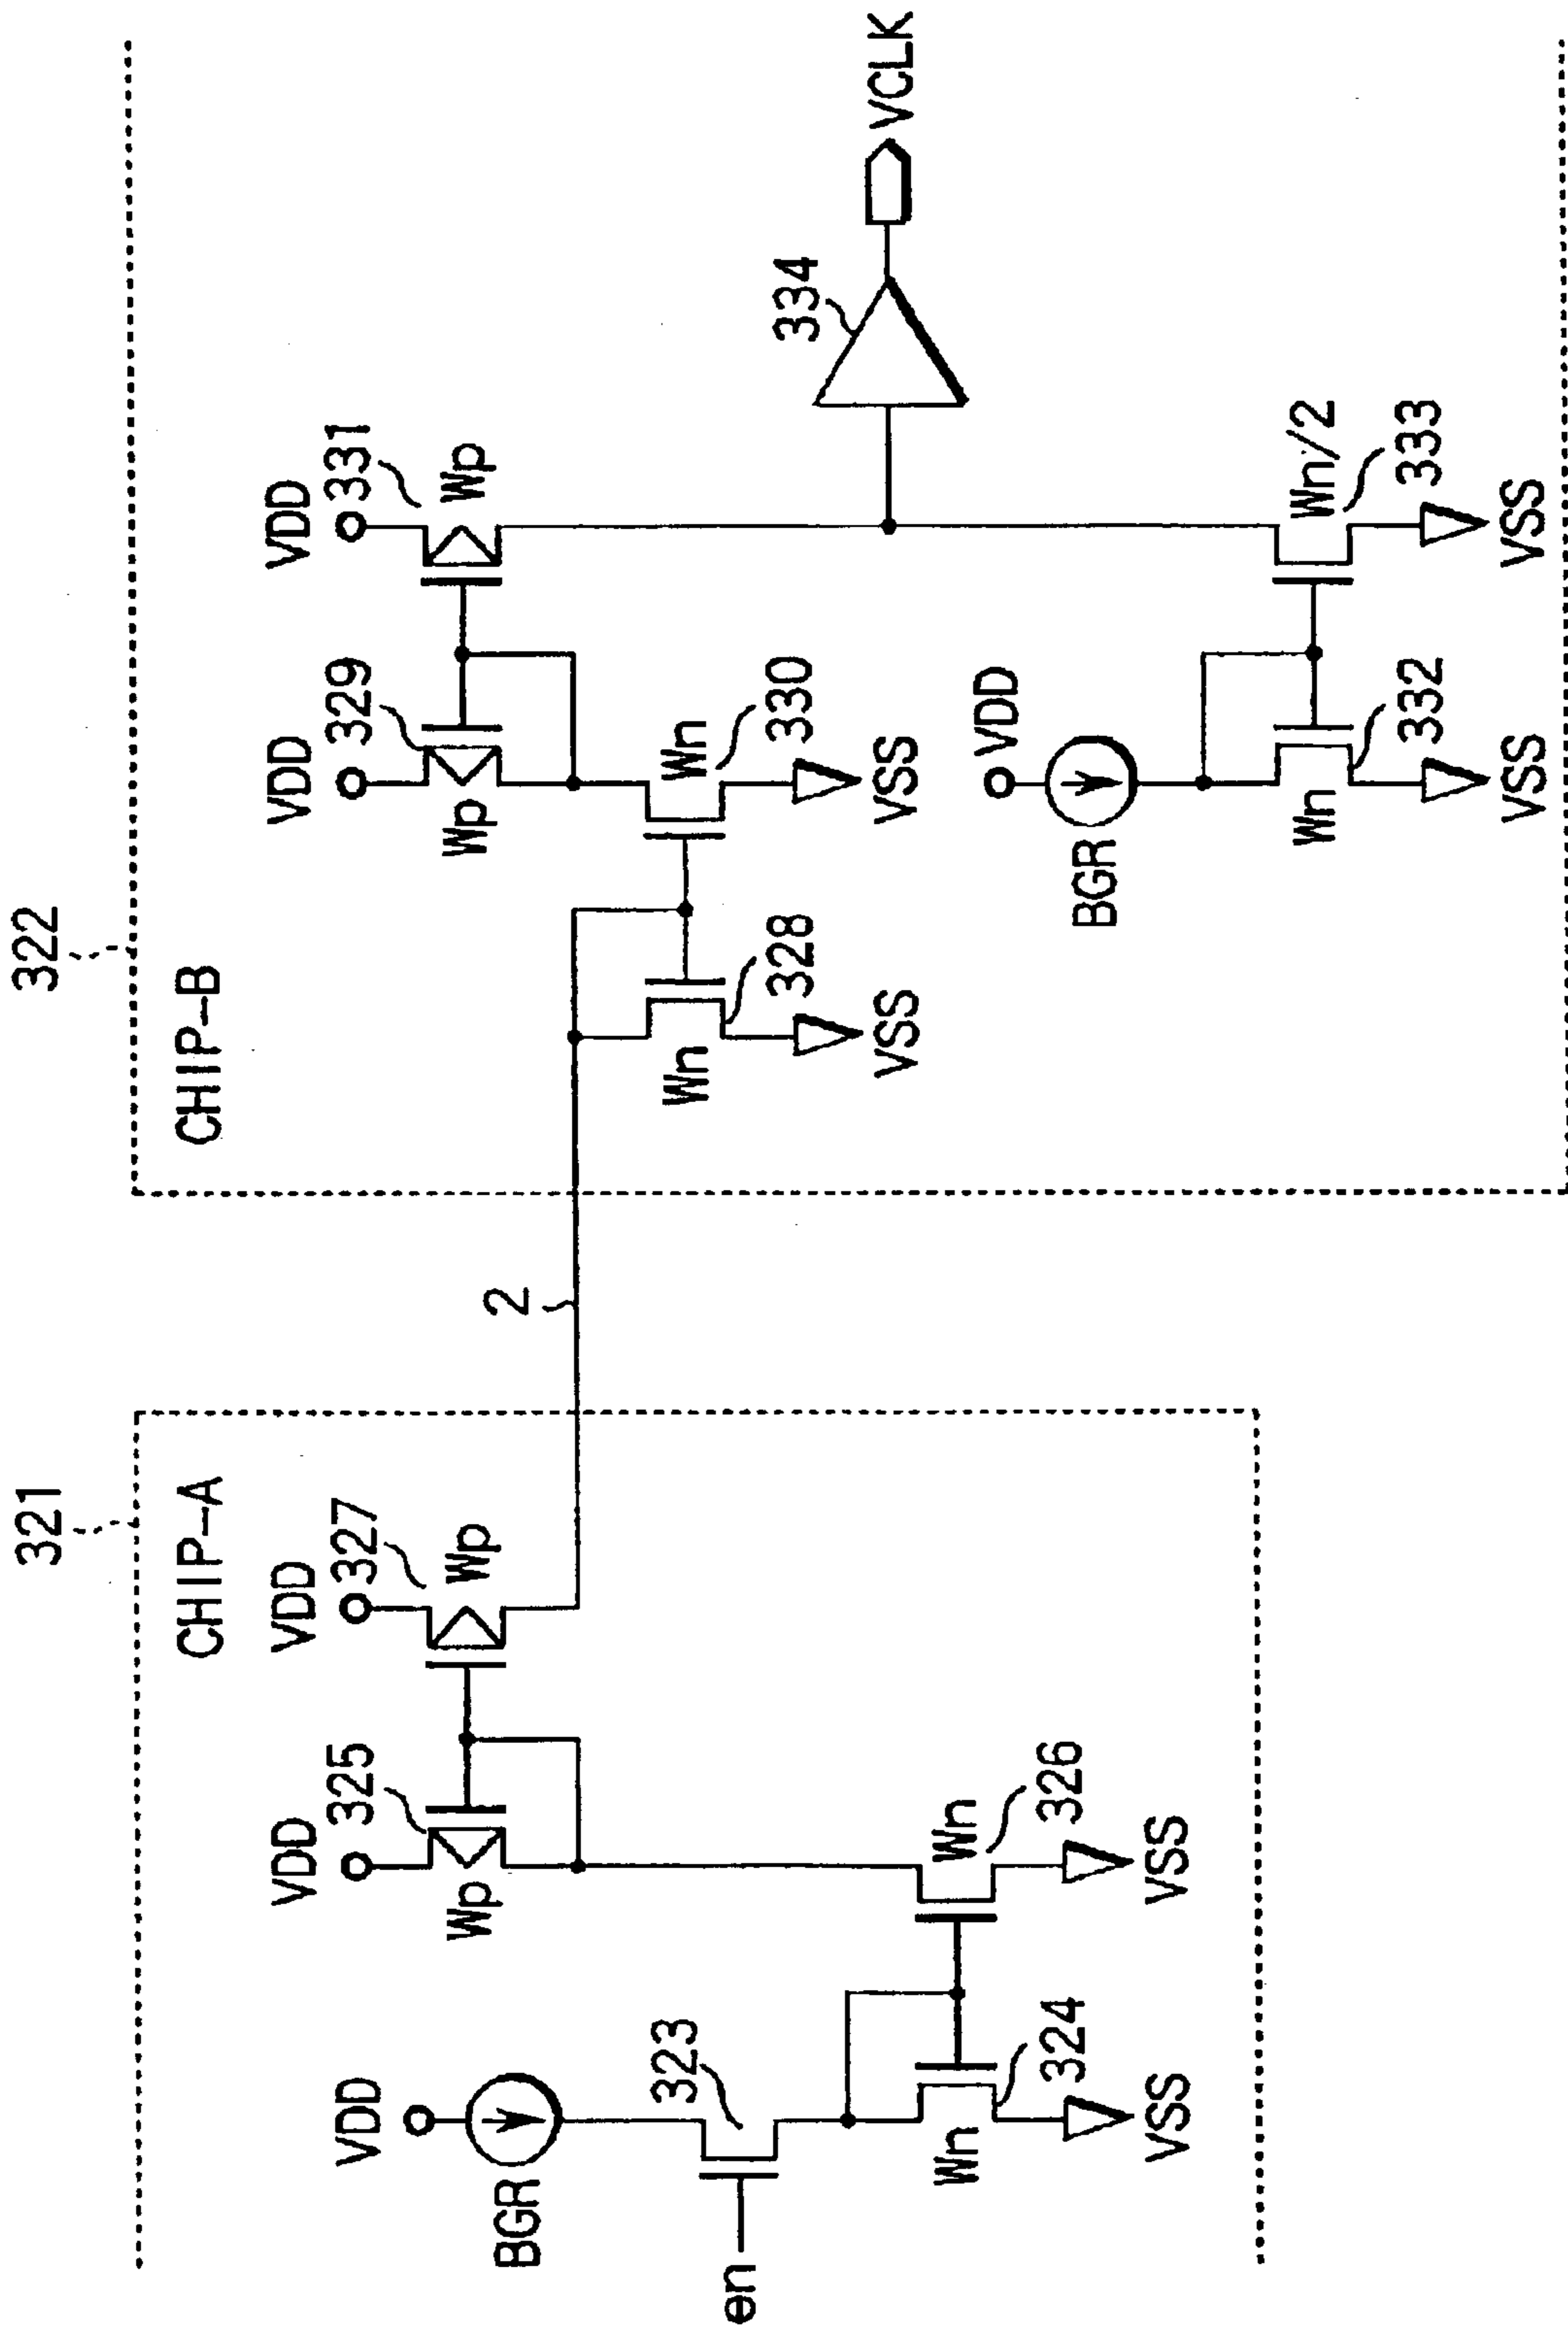 321
322
CHIP-A
CHIP-B
VDD
VDD
325
VDD
327
VDD
329
VDD
331
Wp
Wp
Wp
Wp
2
BGR
323
en
Wn
328
Wn
330
VSS
VSS
334
VCLK
Wn
324
Wn
326
VSS
VSS
VDD
BGR
Wn
332
Wn/2
333
VSS
VSS